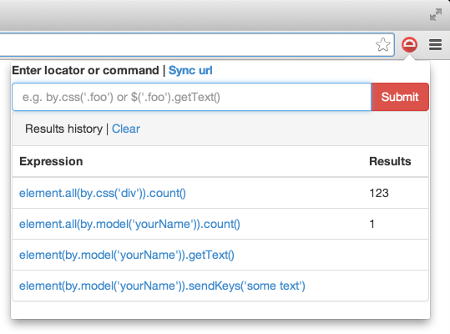 Enter locator or command | Sync url
e.g. by.css('.foo') or $('.foo').getText()
Submit
Results history | Clear
Expression Results
element.all(by.css('div')).count() 123
element.all(by.model('yourName')).count() 1
element(by.model('yourName')).getText()
element(by.model('yourName')).sendKeys('some text')